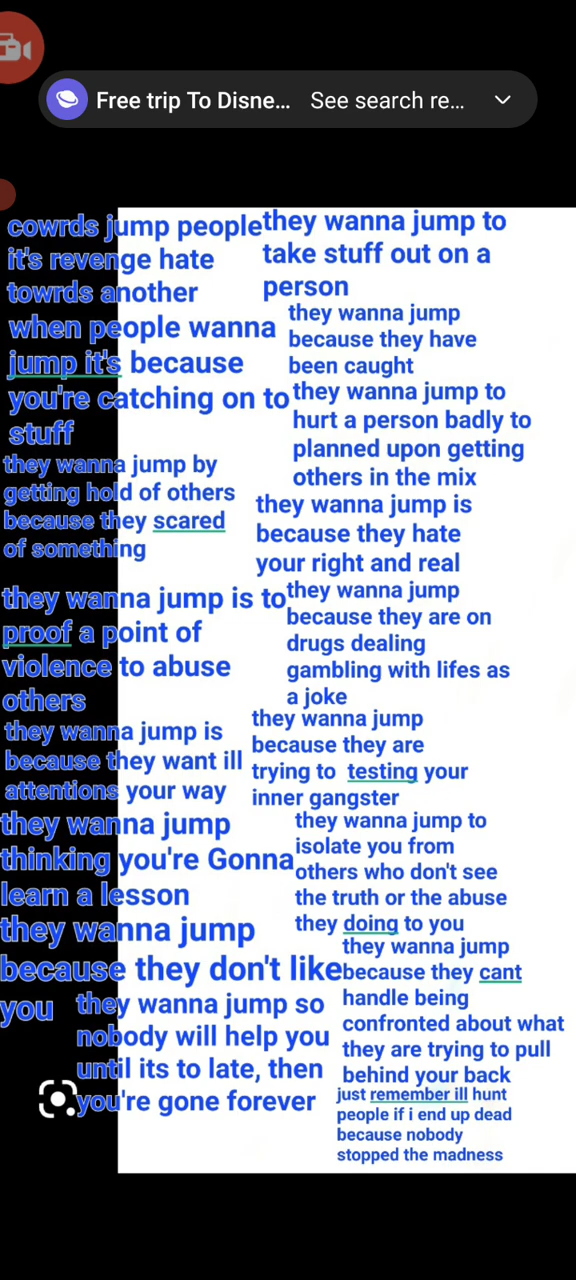 Free trip To Disne... See search re...
cowrds jump people
it's revenge hate
towrds another
when people wanna
jump it's because
you're catching on to
stuff
they wanna jump by
getting hold of others
because they scared
of something
they wanna jump is to
proof a point of
violence to abuse
others
they wanna jump is
because they want ill
attentions your way
they wanna jump
thinking you're Gonna
learn a lesson
they wanna jump
because they don't like
you
they wanna jump so
nobody will help you
until its to late, then
you're gone forever
they wanna jump to
take stuff out on a
person
they wanna jump
because they have
been caught
they wanna jump to
hurt a person badly to
planned upon getting
others in the mix
they wanna jump is
because they hate
your right and real
they wanna jump
because they are on
drugs dealing
gambling with lifes as
a joke
they wanna jump
because they are
trying to testing your
inner gangster
they wanna jump to
isolate you from
others who don't see
the truth or the abuse
they doing to you
they wanna jump
because they cant
handle being
confronted about what
they are trying to pull
behind your back
just remember ill hunt
people if i end up dead
because nobody
stopped the madness